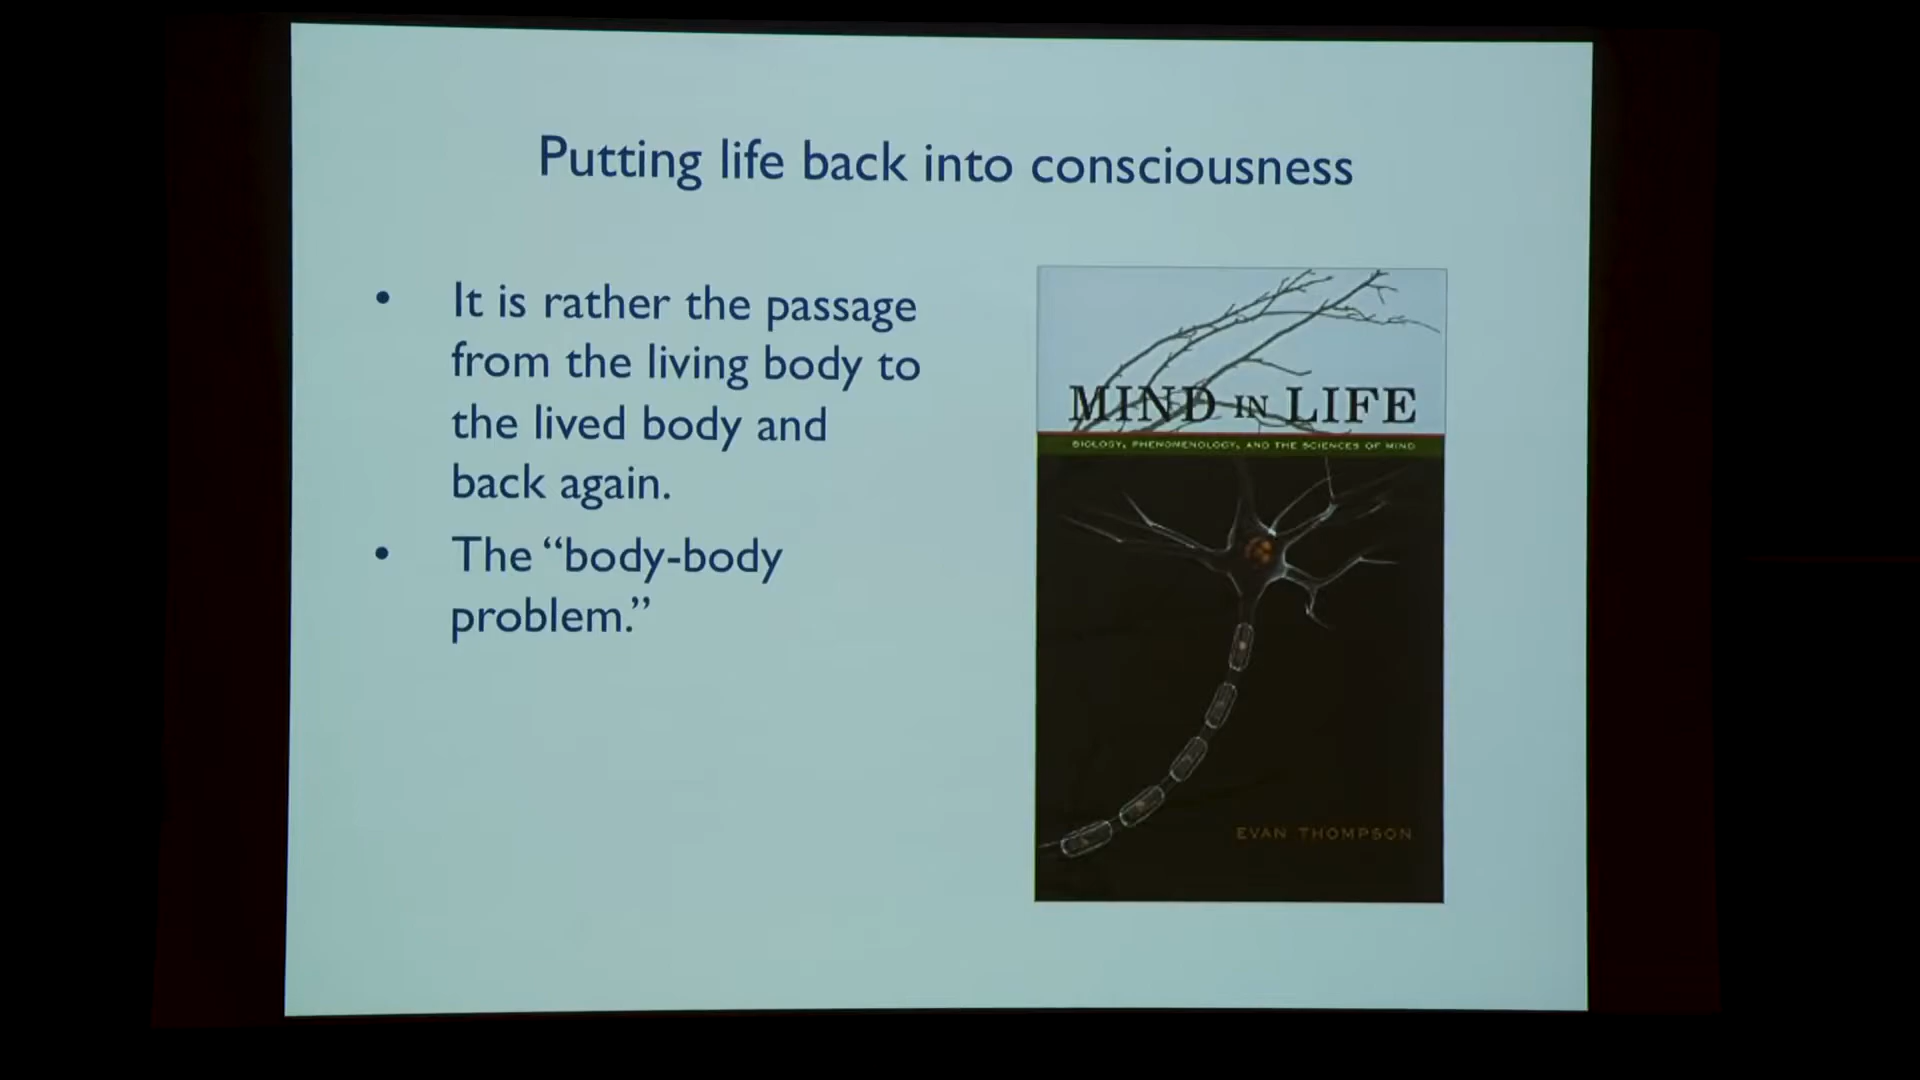 Putting life back into consciousness
• It is rather the passage
from the living body to
the lived body and
back again.
• The “body-body
problem.”
MIND IN LIFE
BIOLOGY, PHENOMENOLOGY, AND THE SCIENCES OF MIND
EVAN THOMPSON